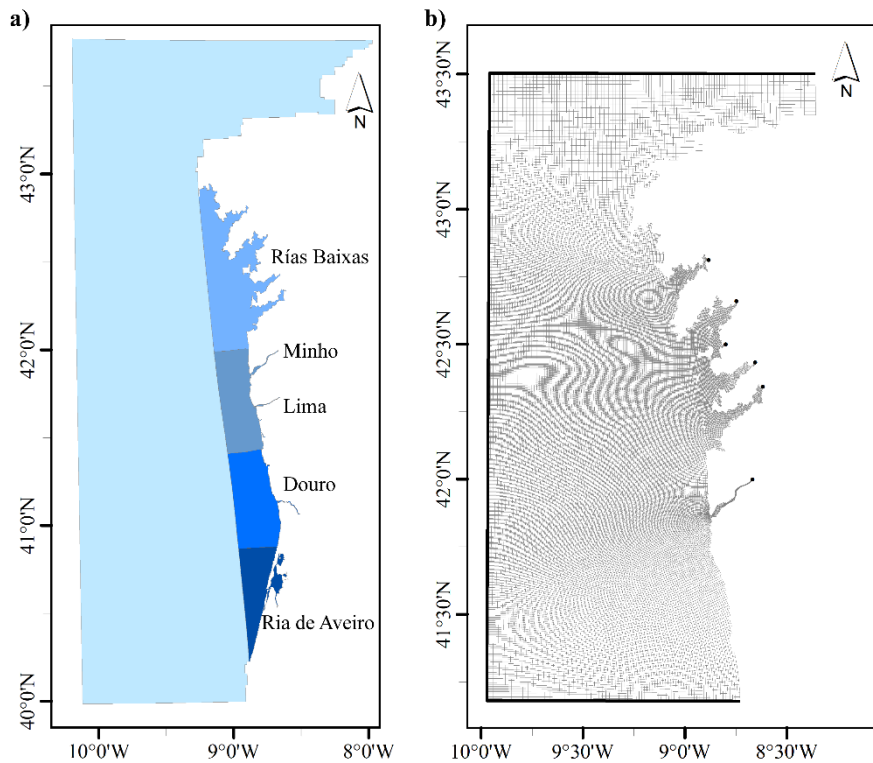 a)
N
43°0'N
42°0'N
41°0'N
40°0'N
Rías Baixas
Minho
Lima
Douro
Ria de Aveiro
10°0'W
9°0'W
8°0'W
b)
N
43°30'N
43°0'N
42°30'N
42°0'N
41°30'N
10°0'W
9°30'W
9°0'W
8°30'W